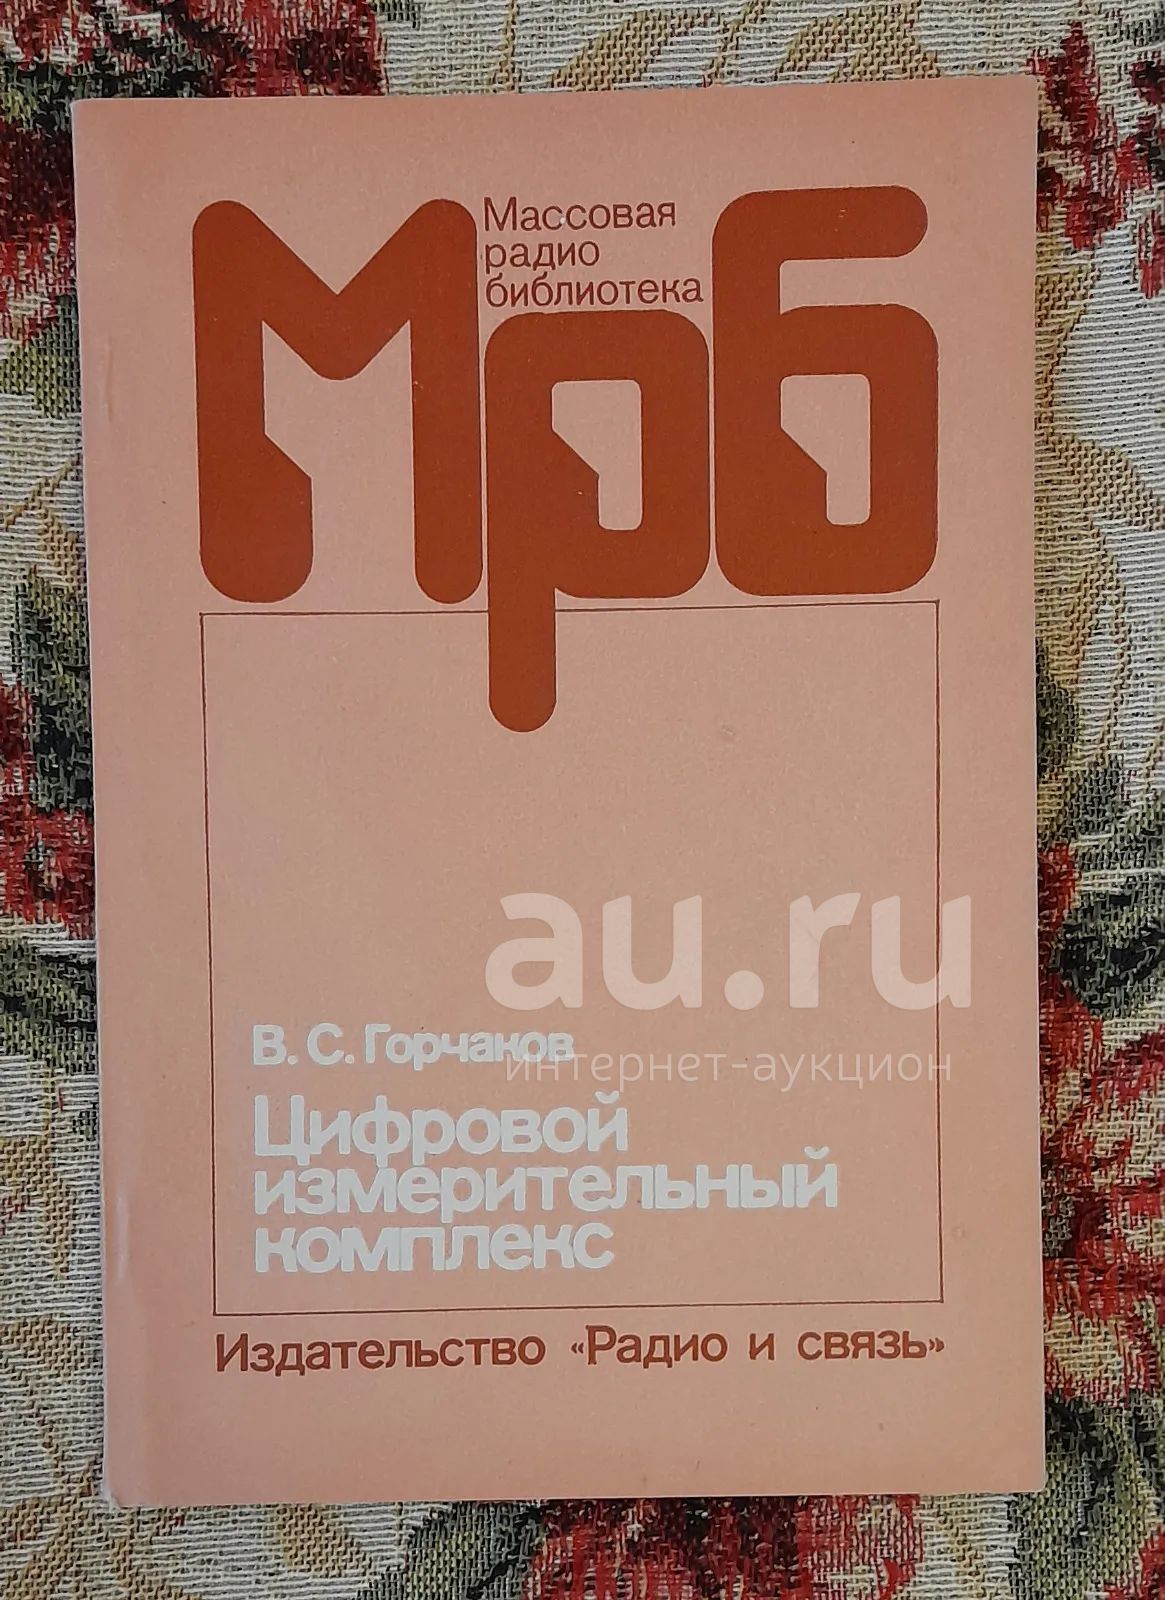 Массовая
радио
библиотека
Мрб
au.ru
В. С. Горчаков
интернет-аукцион
Цифровой
измерительный
комплекс
Издательство «Радио и связь»